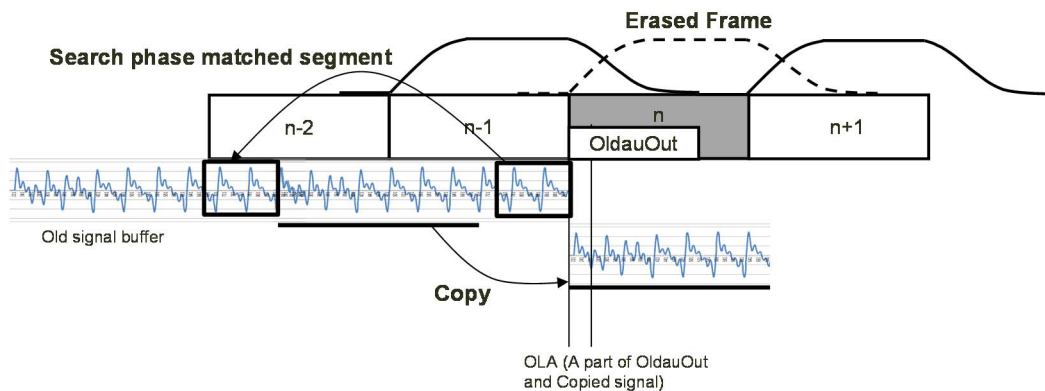 Erased Frame
Search phase matched segment
n-2
n-1
n
n+1
OldauOut
Old signal buffer
Copy
OLA (A part of OldauOut
and Copied signal)